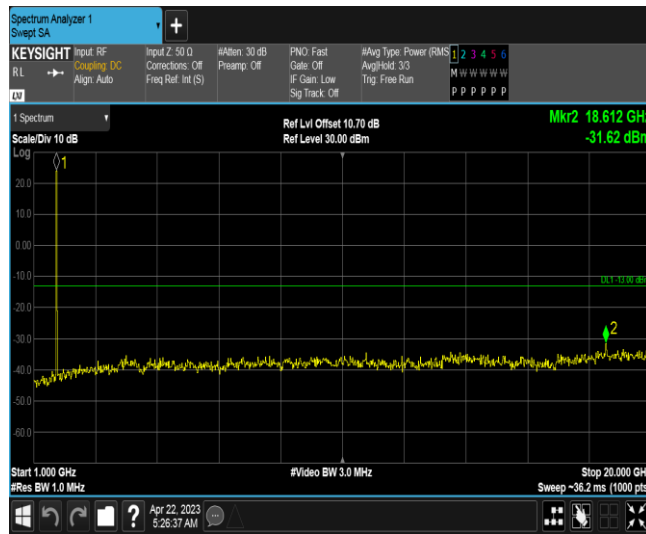 Spectrum Analyzer 1
Swept SA
KEYSIGHT
RL
LXI
Input: RF
Coupling: DC
Align: Auto
Input Z: 50 Ω
Corrections: Off
Freq Ref: Int (S)
#Atten: 30 dB
Preamp: Off
PNO: Fast
Gate: Off
IF Gain: Low
Sig Track: Off
#Avg Type: Power (RMS
Avg|Hold: 3/3
Trig: Free Run
1 2 3 4 5 6
M W W W W W
P P P P P P
1 Spectrum
Scale/Div 10 dB
Ref Lvl Offset 10.70 dB
Ref Level 30.00 dBm
Mkr2 18.612 GHz
-31.62 dBm
Log
1
20.0
10.0
0.00
-10.0
DL1 -13.00 dB
-20.0
2
-30.0
-40.0
-50.0
-60.0
Start 1.000 GHz
#Res BW 1.0 MHz
#Video BW 3.0 MHz
Stop 20.000 GH
Sweep ~36.2 ms (1000 pts
?
Apr 22, 2023
5:26:37 AM